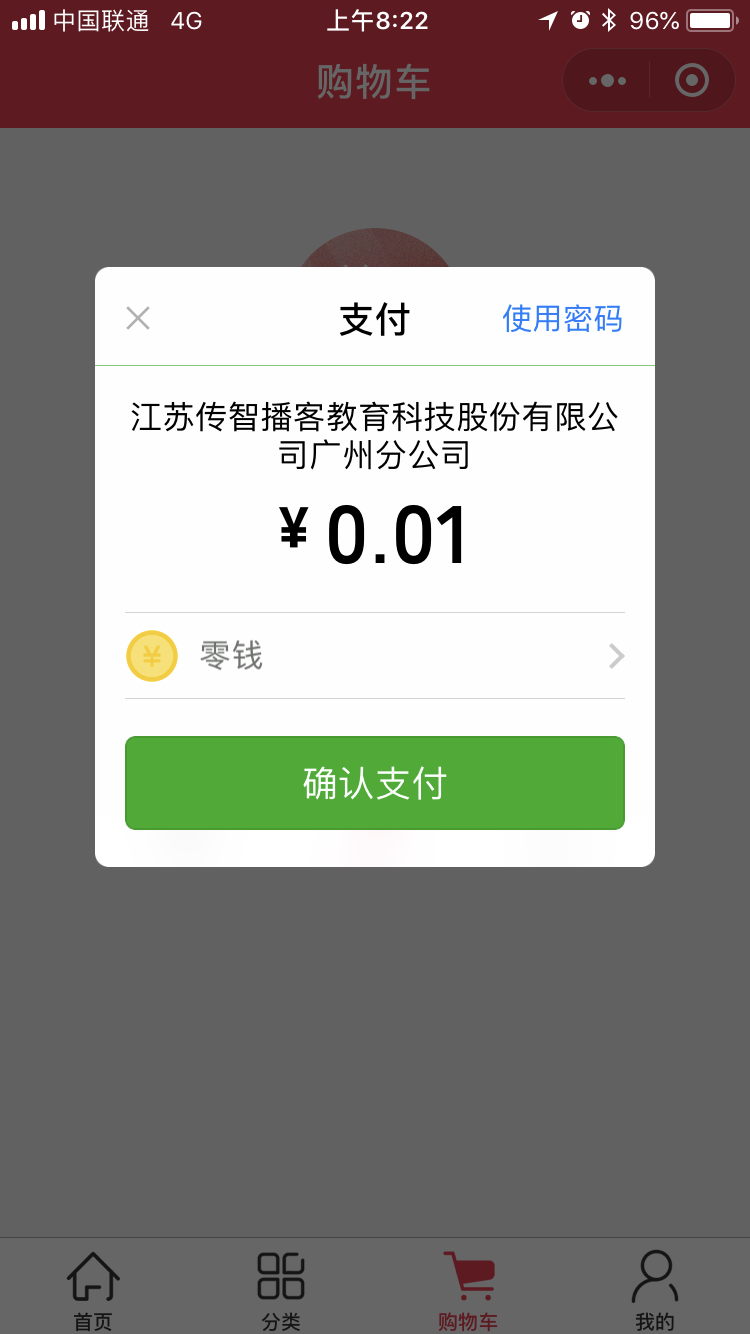 中国联通 4G 上午8:22 96%
购物车
支付 使用密码
江苏传智播客教育科技股份有限公
司广州分公司
¥ 0.01
¥ 零钱
确认支付
首页 分类 购物车 我的